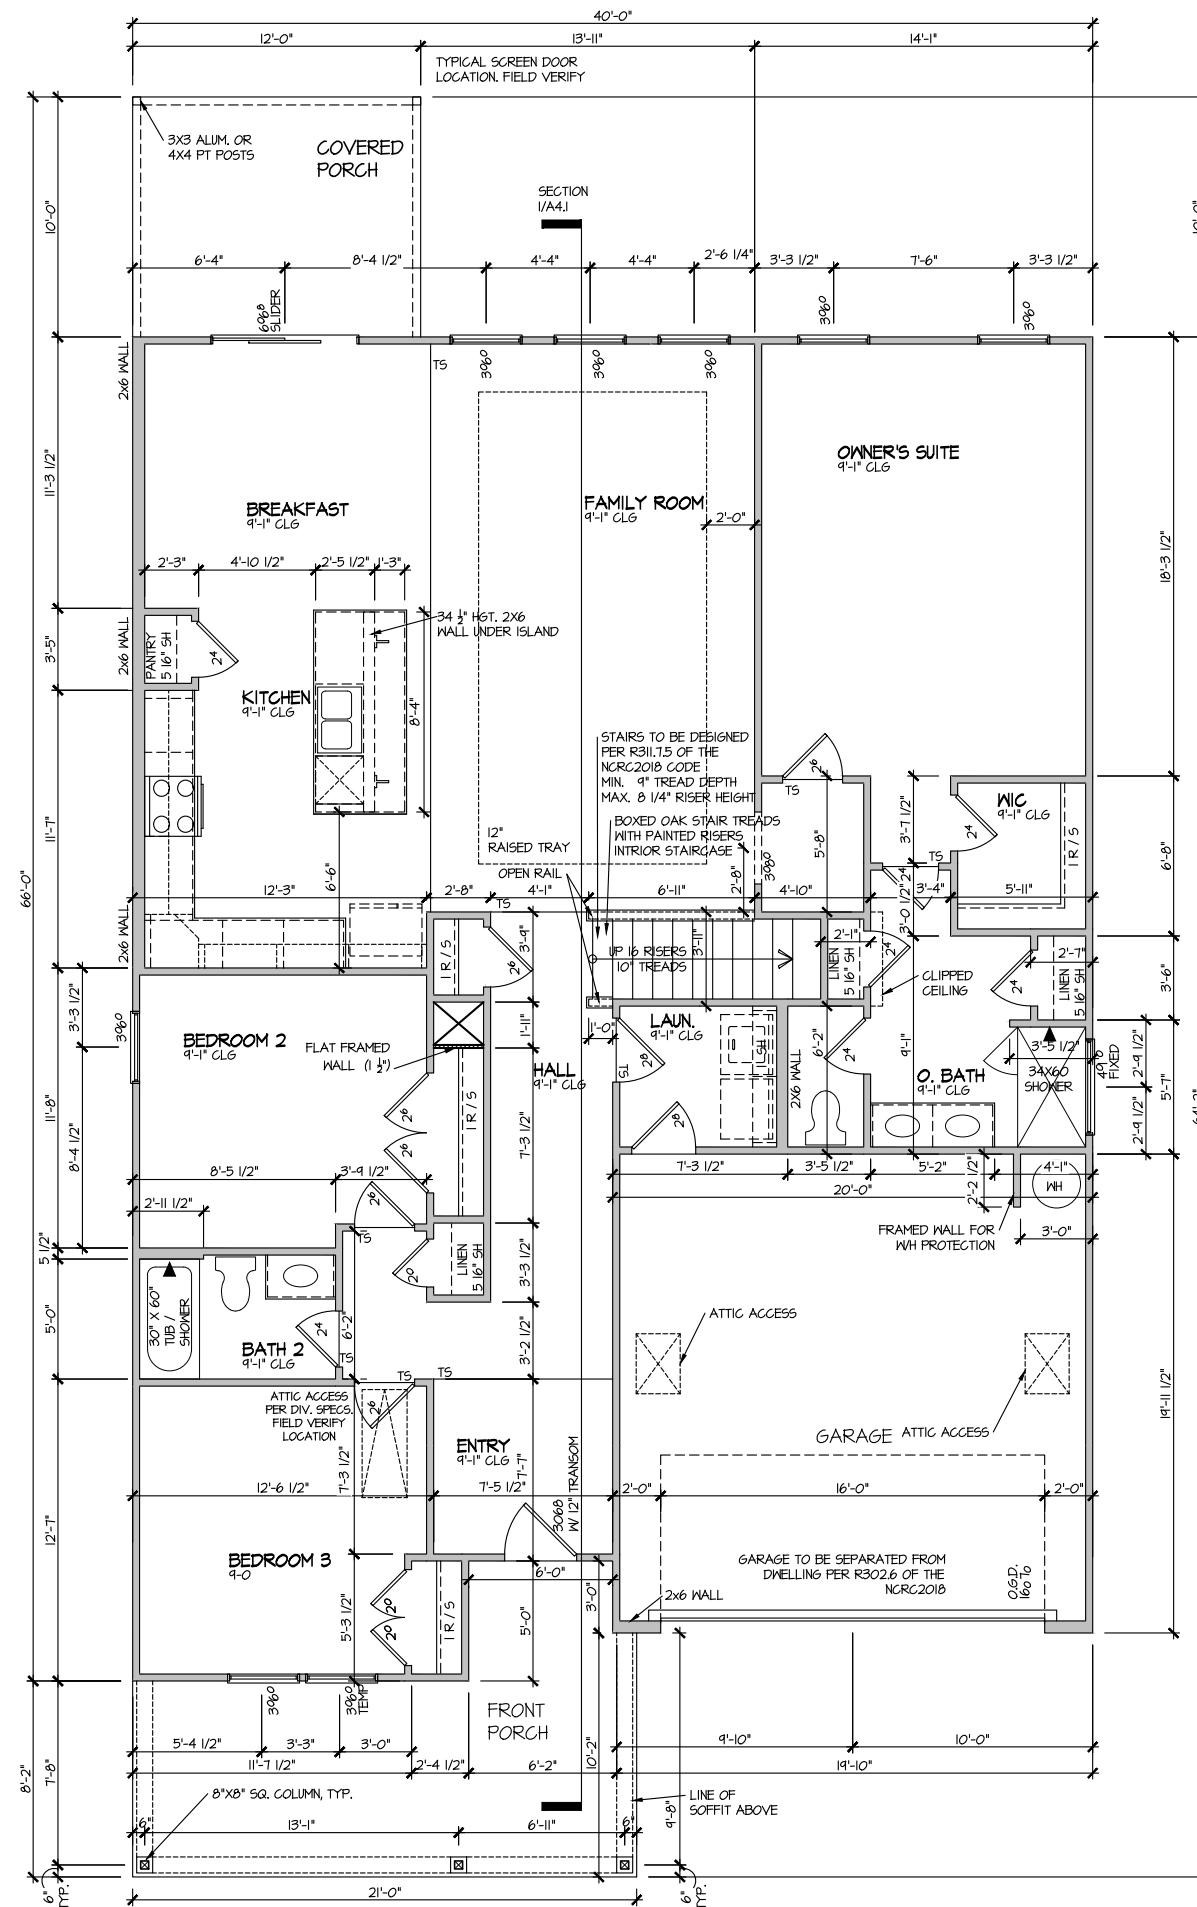 40'-0"
12'-0"
13'-11"
14'-1"
TYPICAL SCREEN DOOR
LOCATION. FIELD VERIFY
3X3 ALUM. OR
4X4 PT POSTS
COVERED
PORCH
SECTION
1/A4.1
10'-0"
10'-0"
6'-4"
8'-4 1/2"
4'-4"
4'-4"
2'-6 1/4"
3'-3 1/2"
7'-6"
3'-3 1/2"
6068
SLIDER
3060
3060
2x6 WALL
TS
3060
3060
3060
11'-3 1/2"
OWNER'S SUITE
9'-1" CLG
BREAKFAST
9'-1" CLG
FAMILY ROOM
9'-1" CLG
2'-0"
18'-3 1/2"
2'-3"
4'-10 1/2"
2'-5 1/2"
1'-3"
34 ½" HGT. 2X6
WALL UNDER ISLAND
3'-5"
2x6 WALL
PANTRY
5 16" SH
2⁴
KITCHEN
9'-1" CLG
8'-4"
STAIRS TO BE DESIGNED
PER R311.7.5 OF THE
NCRC2018 CODE
MIN. 9" TREAD DEPTH
MAX. 8 1/4" RISER HEIGHT
2⁶
TS
BOXED OAK STAIR TREADS
WITH PAINTED RISERS
INTRIOR STAIRCASE
12"
RAISED TRAY
OPEN RAIL
WIC
9'-1" CLG
2⁴
1 R / S
3'-7 1/2"
5'-8"
6'-8"
11'-7"
66'-0"
TS
2⁴
3080
2'-8"
6'-6"
12'-3"
2'-8"
4'-1"
6'-11"
4'-10"
3'-0 1/2"
3'-4"
5'-11"
TS
2x6 WALL
1 R / S
2⁶
3'-9"
3'-11"
UP 16 RISERS
10" TREADS
2'-1"
LINEN
5 16" SH
2⁴
CLIPPED
CEILING
2'-7"
2⁴
LINEN
5 16" SH
3'-6"
3'-3 1/2"
3060
BEDROOM 2
9'-1" CLG
FLAT FRAMED
WALL (1 ½")
1'-11"
1'-0"
LAUN.
9'-1" CLG
1 SH
2⁸
TS
HALL
9'-1" CLG
2X6 WALL
6'-2"
2⁴
9'-1"
O. BATH
9'-1" CLG
3'-5 1/2"
34X60
SHOWER
4010
FIXED
2'-9 1/2"
2'-9 1/2"
5'-7"
11'-8"
8'-4 1/2"
2⁶
2⁶
1 R / S
7'-3 1/2"
2⁸
8'-5 1/2"
3'-9 1/2"
2'-11 1/2"
2⁶
TS
7'-3 1/2"
3'-5 1/2"
5'-2"
2'-2 1/2"
4'-1"
WH
20'-0"
FRAMED WALL FOR
W/H PROTECTION
3'-0"
5 1/2"
2⁰
LINEN
5 16" SH
3'-3 1/2"
30" X 60"
TUB /
SHOWER
5'-0"
BATH 2
9'-1" CLG
2⁴
6'-2"
TS
3'-2 1/2"
ATTIC ACCESS
TS
TS
ATTIC ACCESS
PER DIV. SPECS.
FIELD VERIFY
LOCATION
2⁶
GARAGE
ATTIC ACCESS
19'-11 1/2"
ENTRY
9'-1" CLG
7'-3 1/2"
7'-7"
12'-6 1/2"
7'-5 1/2"
2'-0"
16'-0"
2'-0"
3068
W/ 12" TRANSOM
12'-7"
BEDROOM 3
9-0
GARAGE TO BE SEPARATED FROM
DWELLING PER R302.6 OF THE
NCRC2018
O.G.D.
160 70
2x6 WALL
6'-0"
3'-0"
5'-0"
5'-3 1/2"
2⁰
2⁰
1 R / S
3060
3060
TEMP
FRONT
PORCH
5'-4 1/2"
3'-3"
3'-0"
9'-10"
10'-0"
11'-7 1/2"
2'-4 1/2"
6'-2"
10'-2"
19'-10"
8'-2"
7'-8"
8"X8" SQ. COLUMN, TYP.
LINE OF
SOFFIT ABOVE
9'-8"
6"
13'-1"
6'-11"
6"
6"
TYP.
21'-0"
6"
TYP.